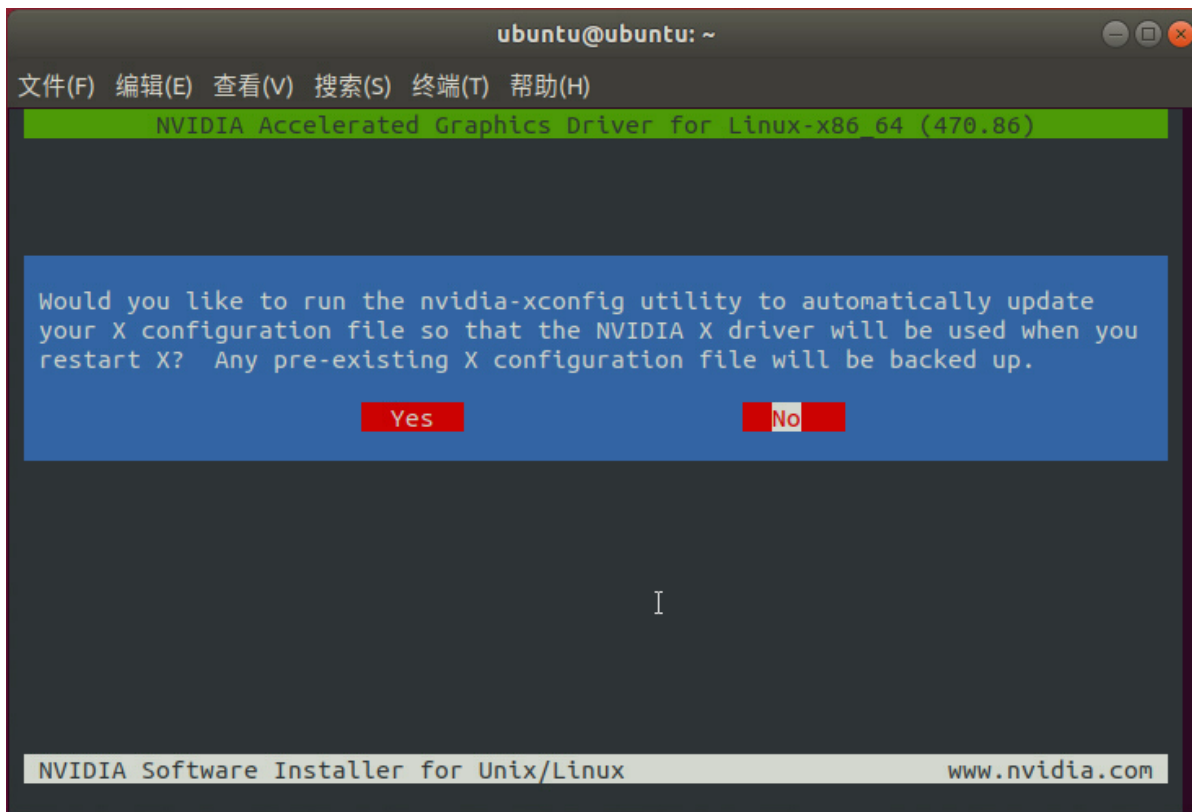 ubuntu@ubuntu: ~
文件(F) 编辑(E) 查看(V) 搜索(S) 终端(T) 帮助(H)
NVIDIA Accelerated Graphics Driver for Linux-x86_64 (470.86)
Would you like to run the nvidia-xconfig utility to automatically update
your X configuration file so that the NVIDIA X driver will be used when you
restart X?  Any pre-existing X configuration file will be backed up.
Yes No
NVIDIA Software Installer for Unix/Linux www.nvidia.com